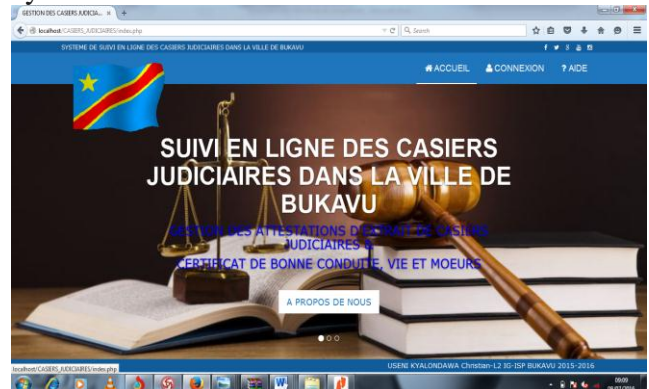 GESTION DES CASIERS JUDICIA...
localhost/CASIERS_JUDICIAIRES/index.php
Search
SYSTEME DE SUIVI EN LIGNE DES CASIERS JUDICIAIRES DANS LA VILLE DE BUKAVU
ACCUEIL CONNEXION ? AIDE
SUIVI EN LIGNE DES CASIERS
JUDICIAIRES DANS LA VILLE DE
BUKAVU
GESTION DES ATTESTATIONS D'EXTRAIT DE CASIERS
JUDICIAIRES &
CERTIFICAT DE BONNE CONDUITE, VIE ET MOEURS
A PROPOS DE NOUS
localhost/CASIERS_JUDICIAIRES/index.php
USENI KYALONDAWA Christian-L2 IG-ISP BUKAVU 2015-2016
09:09